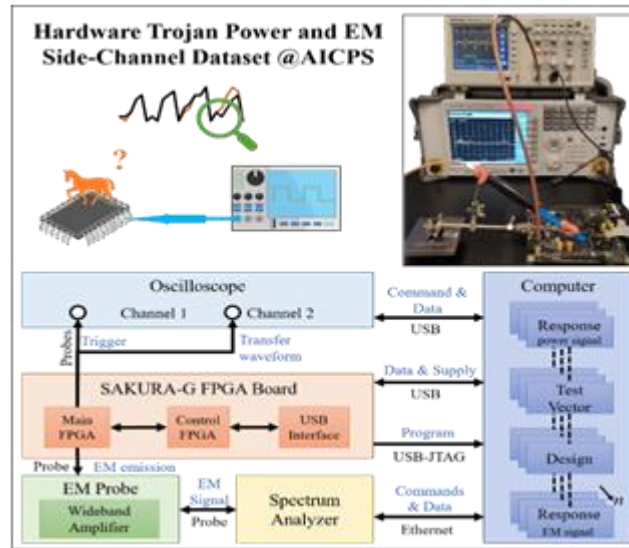 Hardware Trojan Power and EM
Side-Channel Dataset @AICPS
?
Oscilloscope
Channel 1
Channel 2
Probes
Trigger
Transfer
waveform
Command &
Data
USB
Computer
Response
power signal
Test
Vector
Design
Response
EM signal
n
SAKURA-G FPGA Board
Main
FPGA
Control
FPGA
USB
Interface
Data & Supply
USB
Program
USB-JTAG
Probe
EM emission
EM Probe
Wideband
Amplifier
EM
Signal
Probe
Spectrum
Analyzer
Commands
& Data
Ethernet